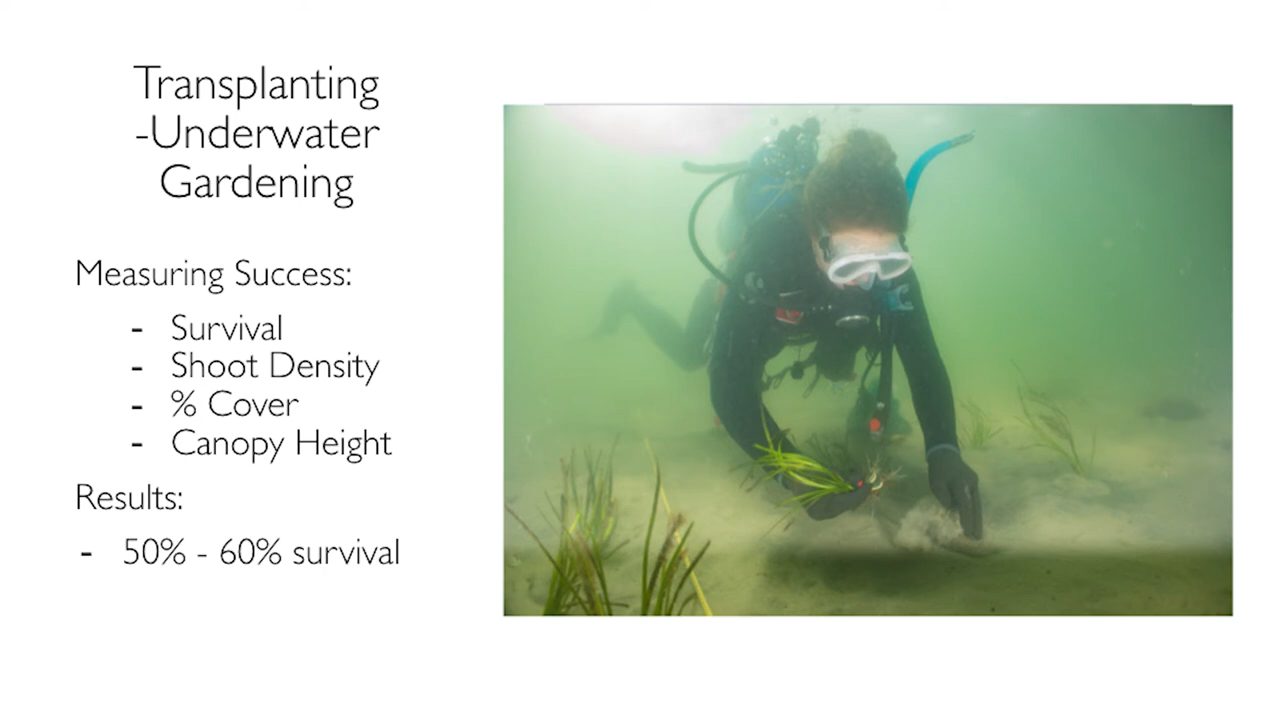 Transplanting
-Underwater
Gardening
Measuring Success:
- Survival
- Shoot Density
- % Cover
- Canopy Height
Results:
- 50% - 60% survival